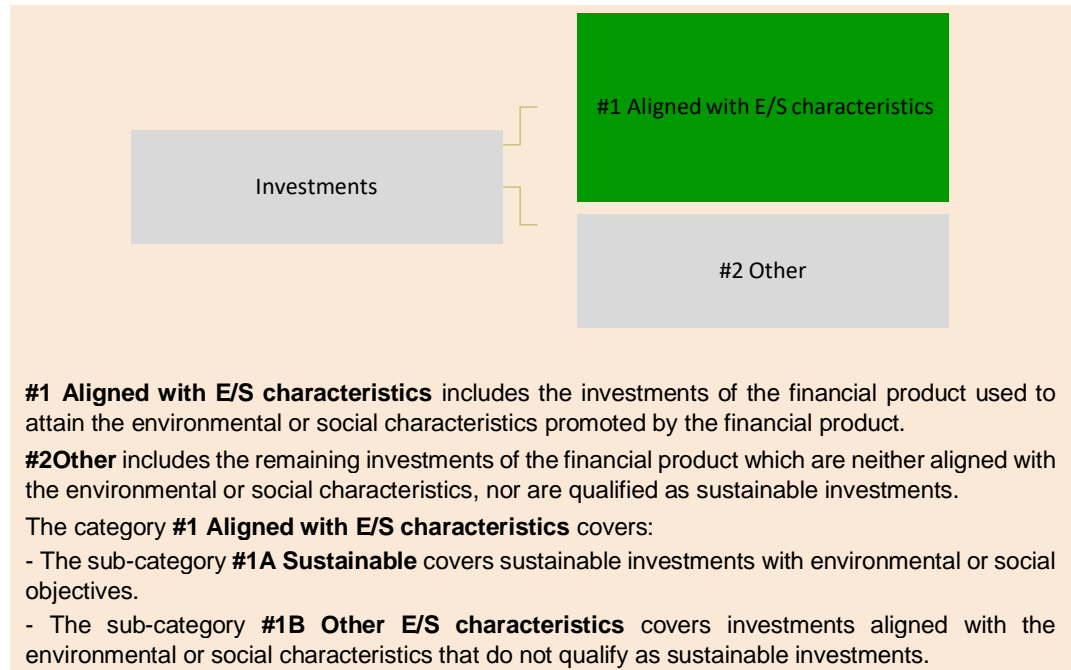 #1 Aligned with E/S characteristics
Investments
#2 Other
#1 Aligned with E/S characteristics includes the investments of the financial product used to
attain the environmental or social characteristics promoted by the financial product.
#2Other includes the remaining investments of the financial product which are neither aligned with
the environmental or social characteristics, nor are qualified as sustainable investments.
The category #1 Aligned with E/S characteristics covers:
- The sub-category #1A Sustainable covers sustainable investments with environmental or social
objectives.
- The sub-category #1B Other E/S characteristics covers investments aligned with the
environmental or social characteristics that do not qualify as sustainable investments.